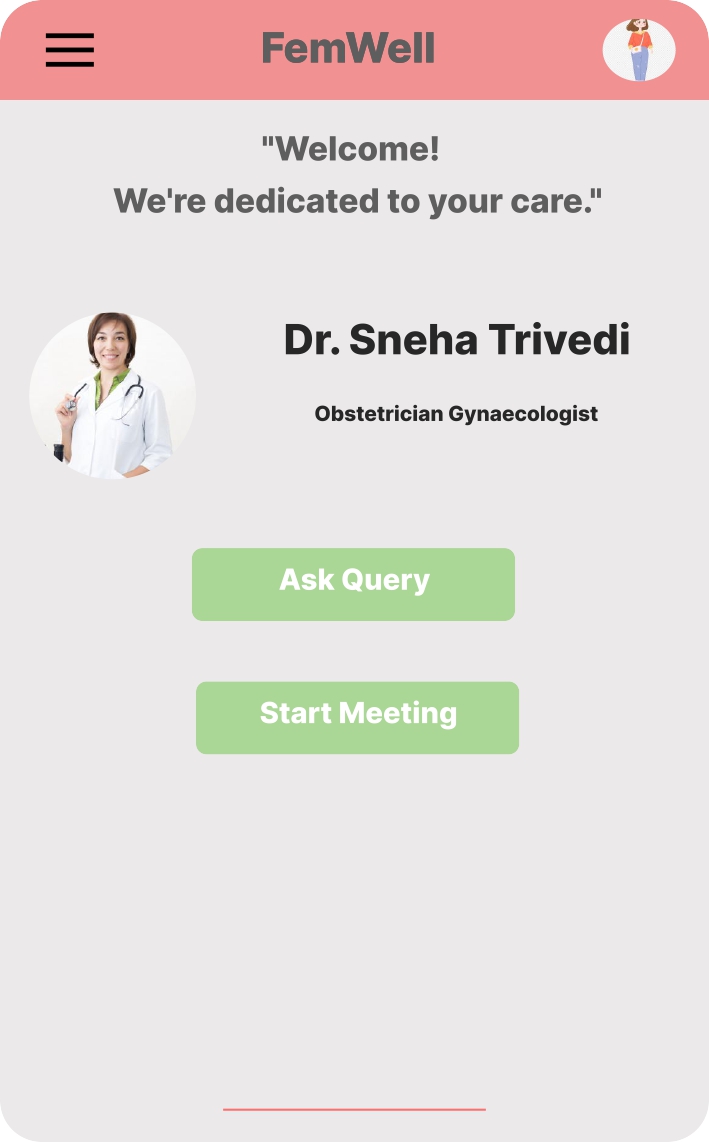 FemWell
"Welcome!
We're dedicated to your care."
Dr. Sneha Trivedi
Obstetrician Gynaecologist
Ask Query
Start Meeting